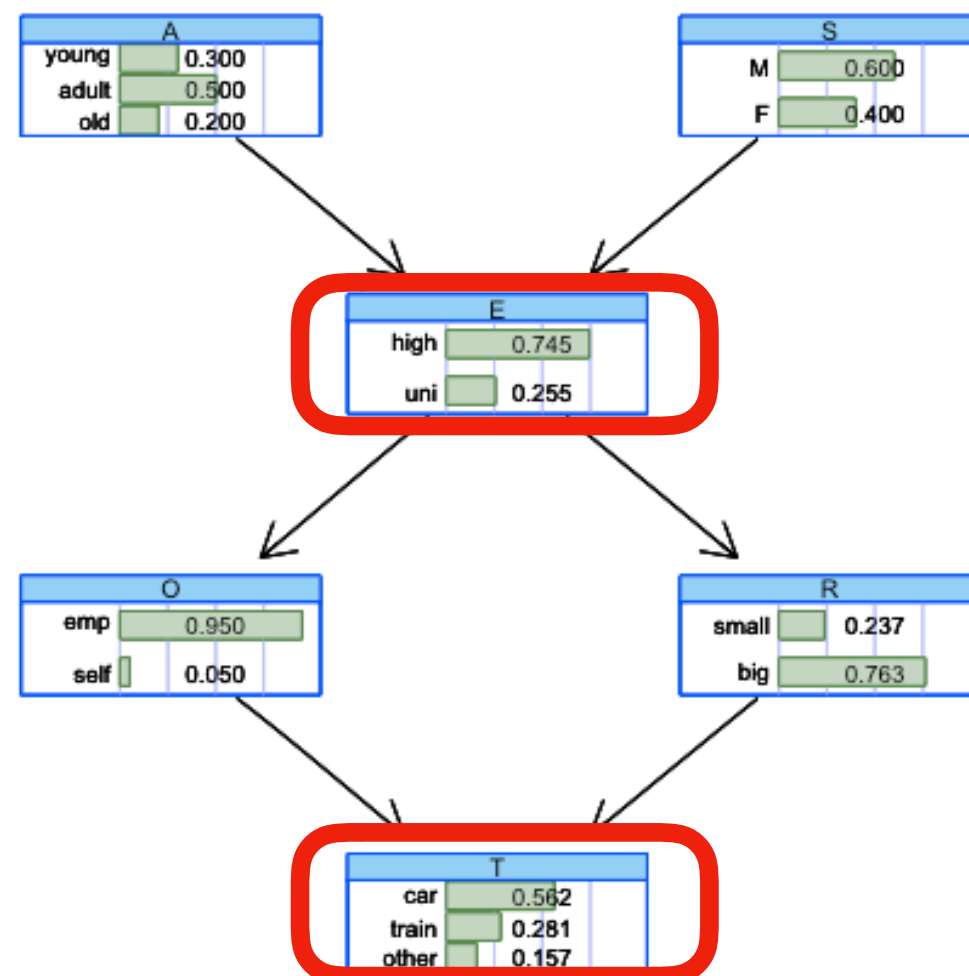 A
young 0.300
adult 0.500
old 0.200
S
M 0.600
F 0.400
E
high 0.745
uni 0.255
O
emp 0.950
self 0.050
R
small 0.237
big 0.763
T
car 0.562
train 0.281
other 0.157